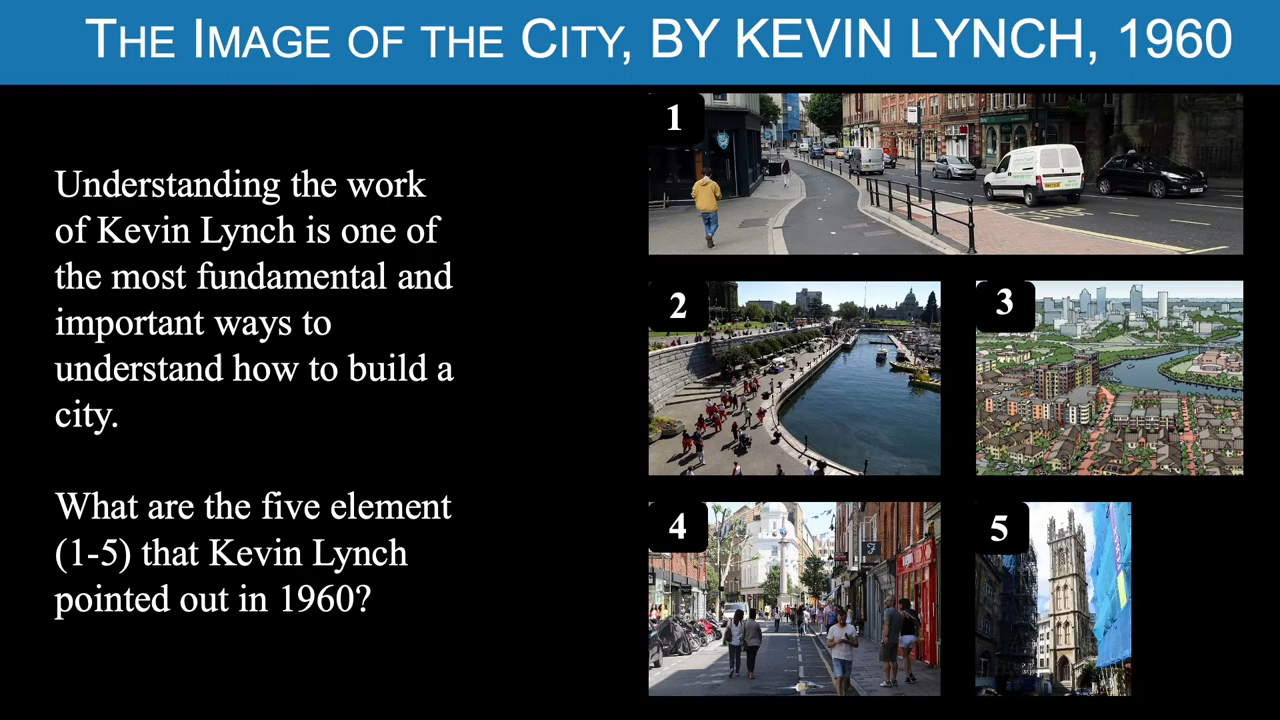 THE IMAGE OF THE CITY, BY KEVIN LYNCH, 1960
Understanding the work
of Kevin Lynch is one of
the most fundamental and
important ways to
understand how to build a
city.
What are the five element
(1-5) that Kevin Lynch
pointed out in 1960?
1
2
3
4
5